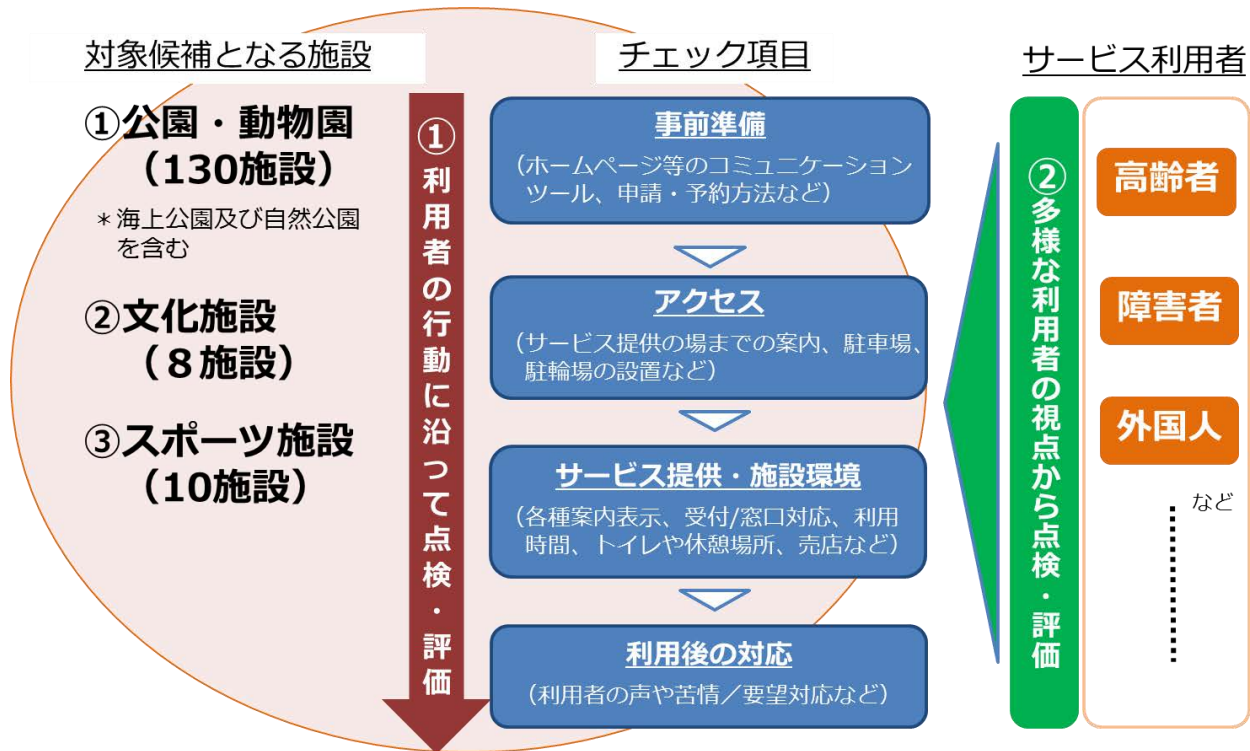 対象候補となる施設
①公園・動物園
（130施設）
＊海上公園及び自然公園
を含む
②文化施設
（８施設）
③スポーツ施設
（10施設）
①利用者の行動に沿って点検・評価
チェック項目
事前準備
（ホームページ等のコミュニケーション
ツール、申請・予約方法など）
アクセス
（サービス提供の場までの案内、駐車場、
駐輪場の設置など）
サービス提供・施設環境
（各種案内表示、受付/窓口対応、利用
時間、トイレや休憩場所、売店など）
利用後の対応
（利用者の声や苦情／要望対応など）
②多様な利用者の視点から点検・評価
サービス利用者
高齢者
障害者
外国人
など